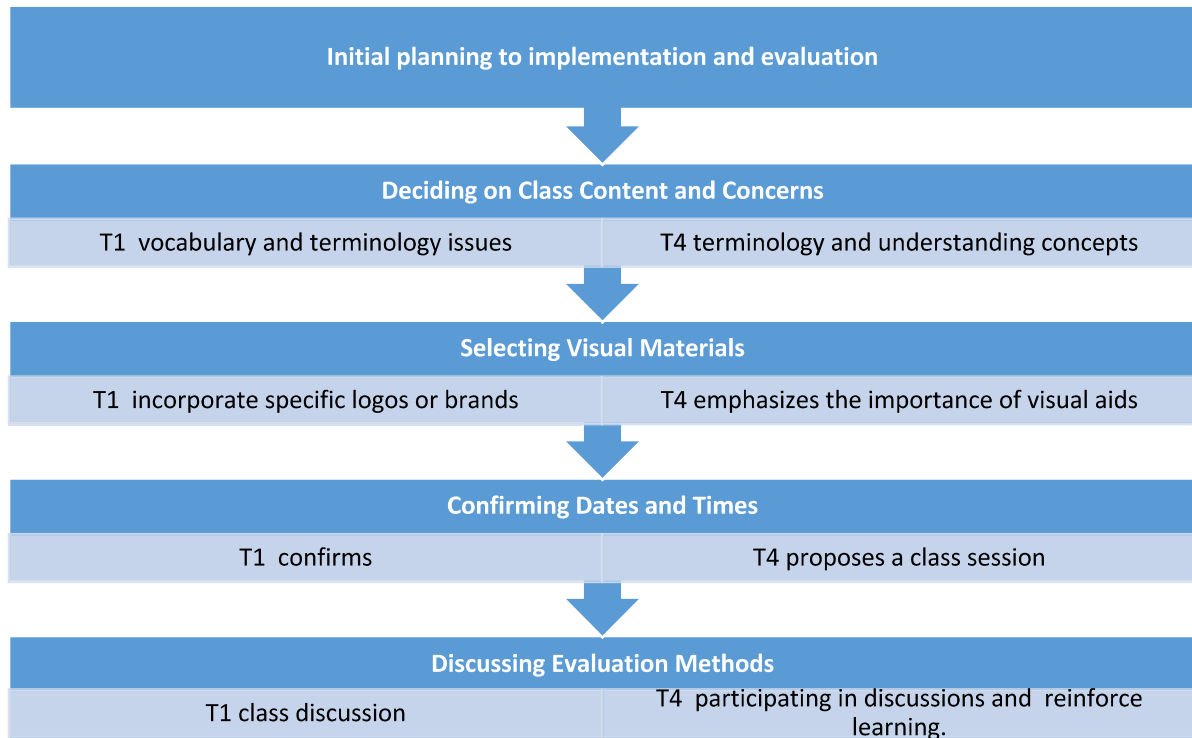 Initial planning to implementation and evaluation
Deciding on Class Content and Concerns
T1 vocabulary and terminology issues
T4 terminology and understanding concepts
Selecting Visual Materials
T1 incorporate specific logos or brands
T4 emphasizes the importance of visual aids
Confirming Dates and Times
T1 confirms
T4 proposes a class session
Discussing Evaluation Methods
T1 class discussion
T4 participating in discussions and reinforce
learning.